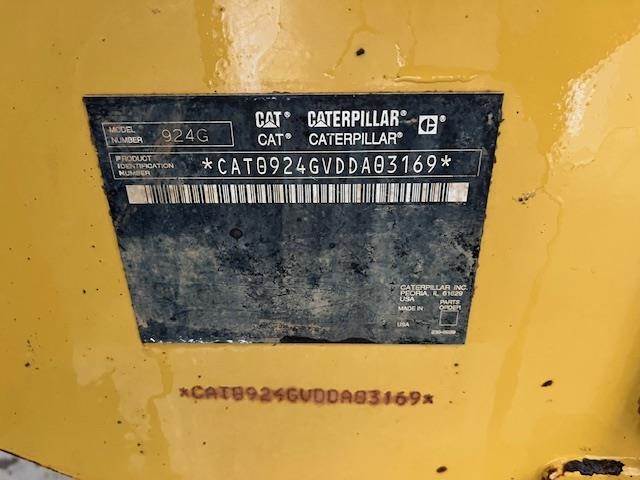 CAT® CATERPILLAR®
MODEL NUMBER 924G
CAT® CATERPILLAR®
PRODUCT IDENTIFICATION NUMBER *CAT0924GVDDA03169*
CATERPILLAR INC.
PEORIA, IL 61629
USA
MADE IN
PARTS ORDER
USA
*CAT0924GVDDA03169*